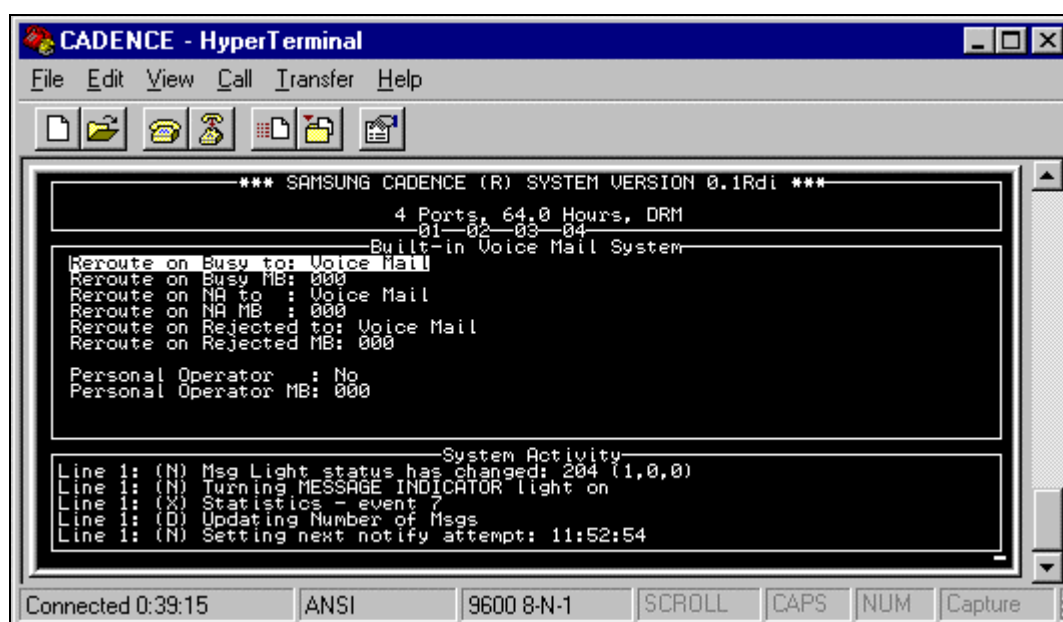 CADENCE - HyperTerminal
File Edit View Call Transfer Help
*** SAMSUNG CADENCE (R) SYSTEM VERSION 0.1Rdi ***
4 Ports, 64.0 Hours, DRM
01 02 03 04
Built-in Voice Mail System
Reroute on Busy to: Voice Mail
Reroute on Busy MB: 000
Reroute on NA to : Voice Mail
Reroute on NA MB : 000
Reroute on Rejected to: Voice Mail
Reroute on Rejected MB: 000
Personal Operator : No
Personal Operator MB: 000
System Activity
Line 1: (N) Msg Light status has changed: 204 (1,0,0)
Line 1: (N) Turning MESSAGE INDICATOR light on
Line 1: (X) Statistics - event 7
Line 1: (D) Updating Number of Msgs
Line 1: (N) Setting next notify attempt: 11:52:54
Connected 0:39:15 ANSI 9600 8-N-1 SCROLL CAPS NUM Capture